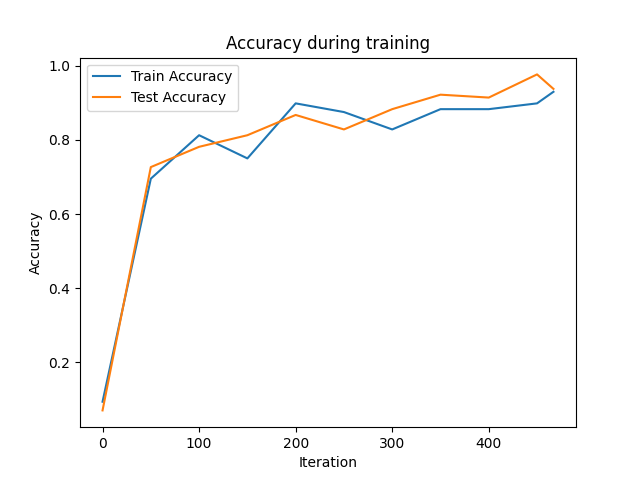 Accuracy during training
Train Accuracy
Test Accuracy
1.0
0.8
0.6
0.4
0.2
Accuracy
0 100 200 300 400
Iteration